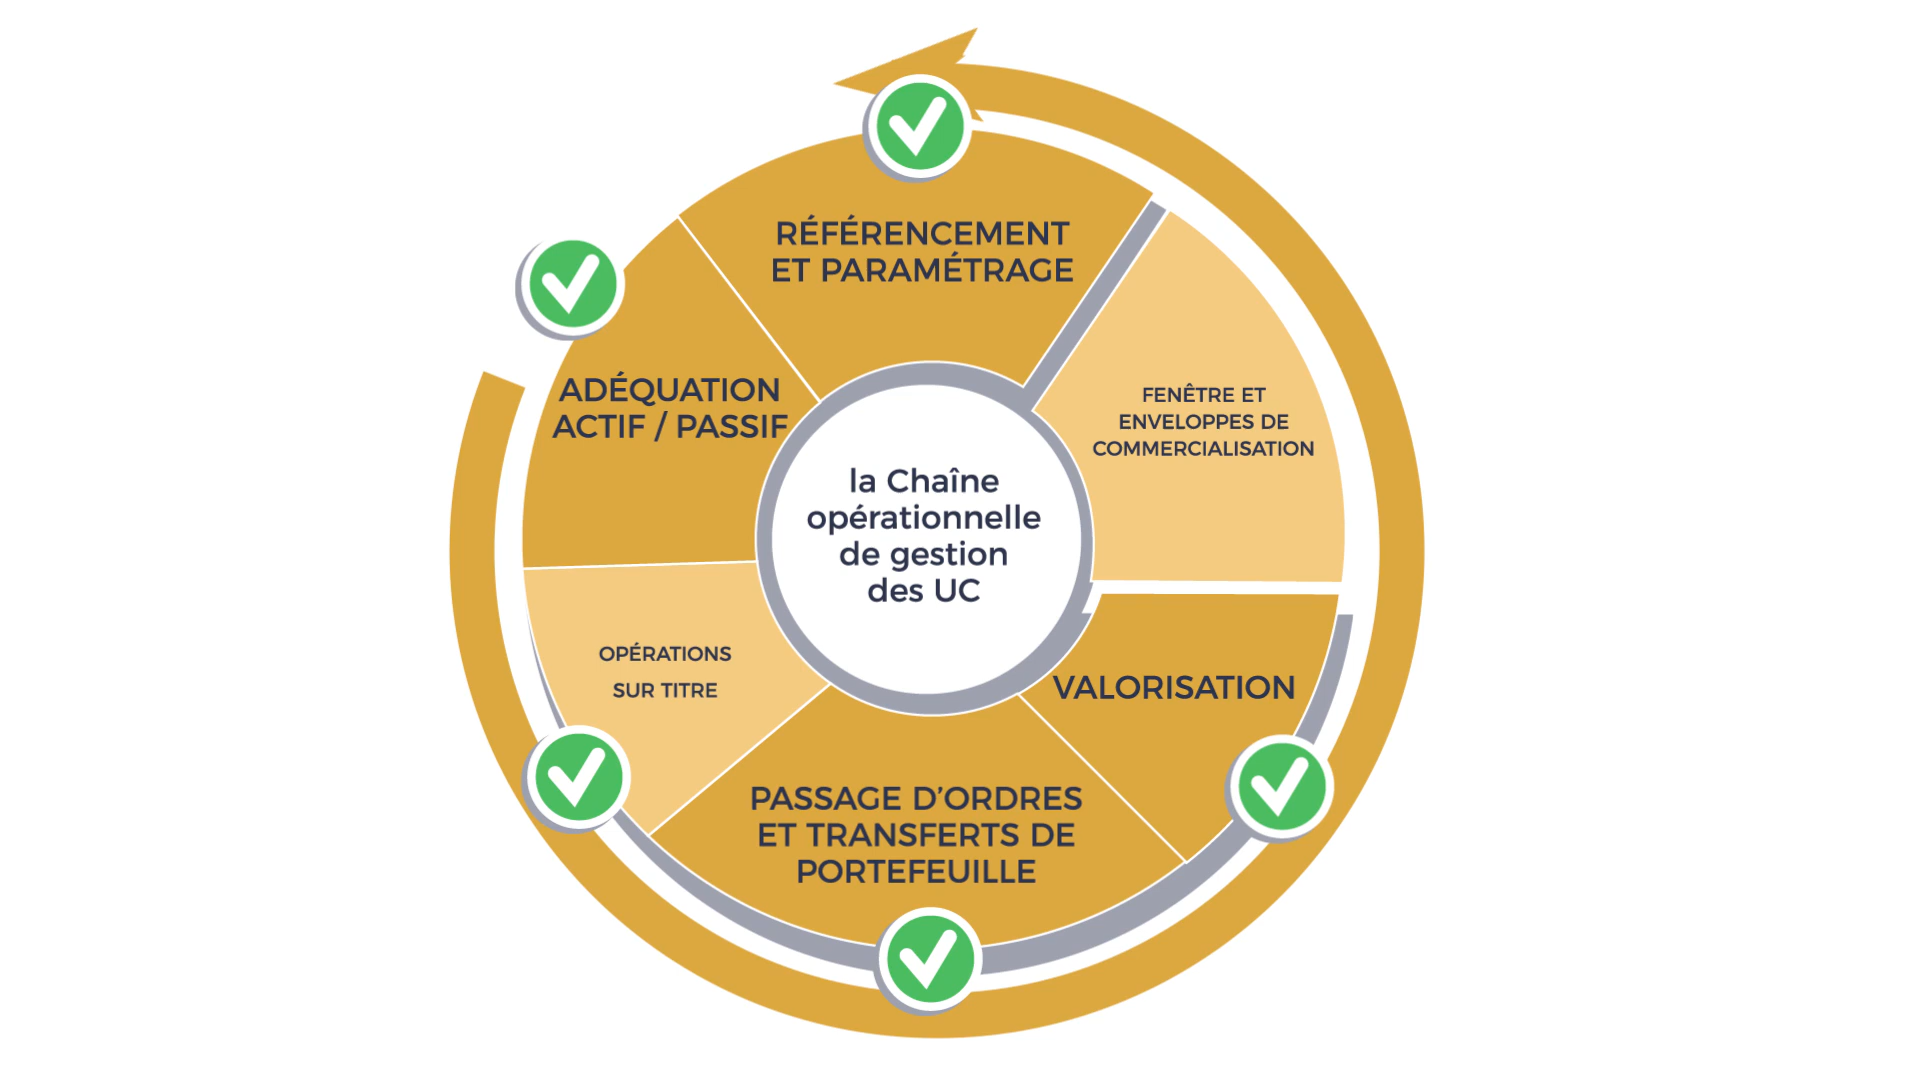 RÉFÉRENCEMENT
ET PARAMÉTRAGE
FENÊTRE ET
ENVELOPPES DE
COMMERCIALISATION
VALORISATION
PASSAGE D’ORDRES
ET TRANSFERTS DE
PORTEFEUILLE
OPÉRATIONS
SUR TITRE
ADÉQUATION
ACTIF / PASSIF
la Chaîne
opérationnelle
de gestion
des UC